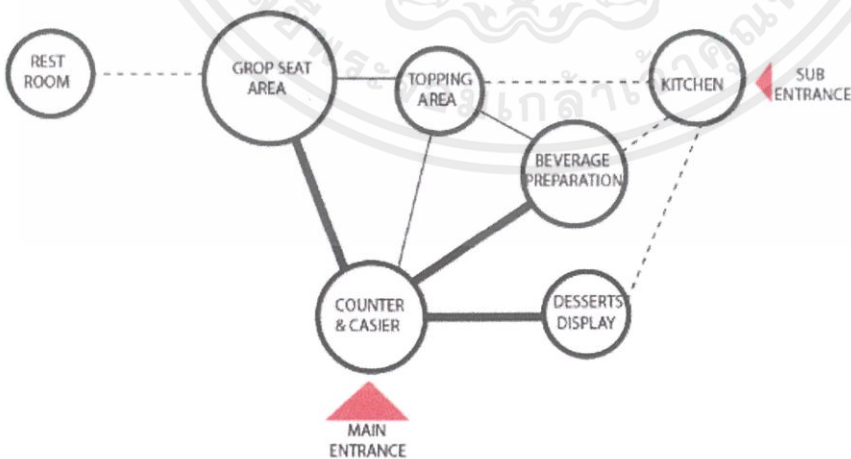 REST
ROOM
GROP SEAT
AREA
TOPPING
AREA
KITCHEN
SUB
ENTRANCE
BEVERAGE
PREPARATION
COUNTER
& CASIER
DESSERTS
DISPLAY
MAIN
ENTRANCE